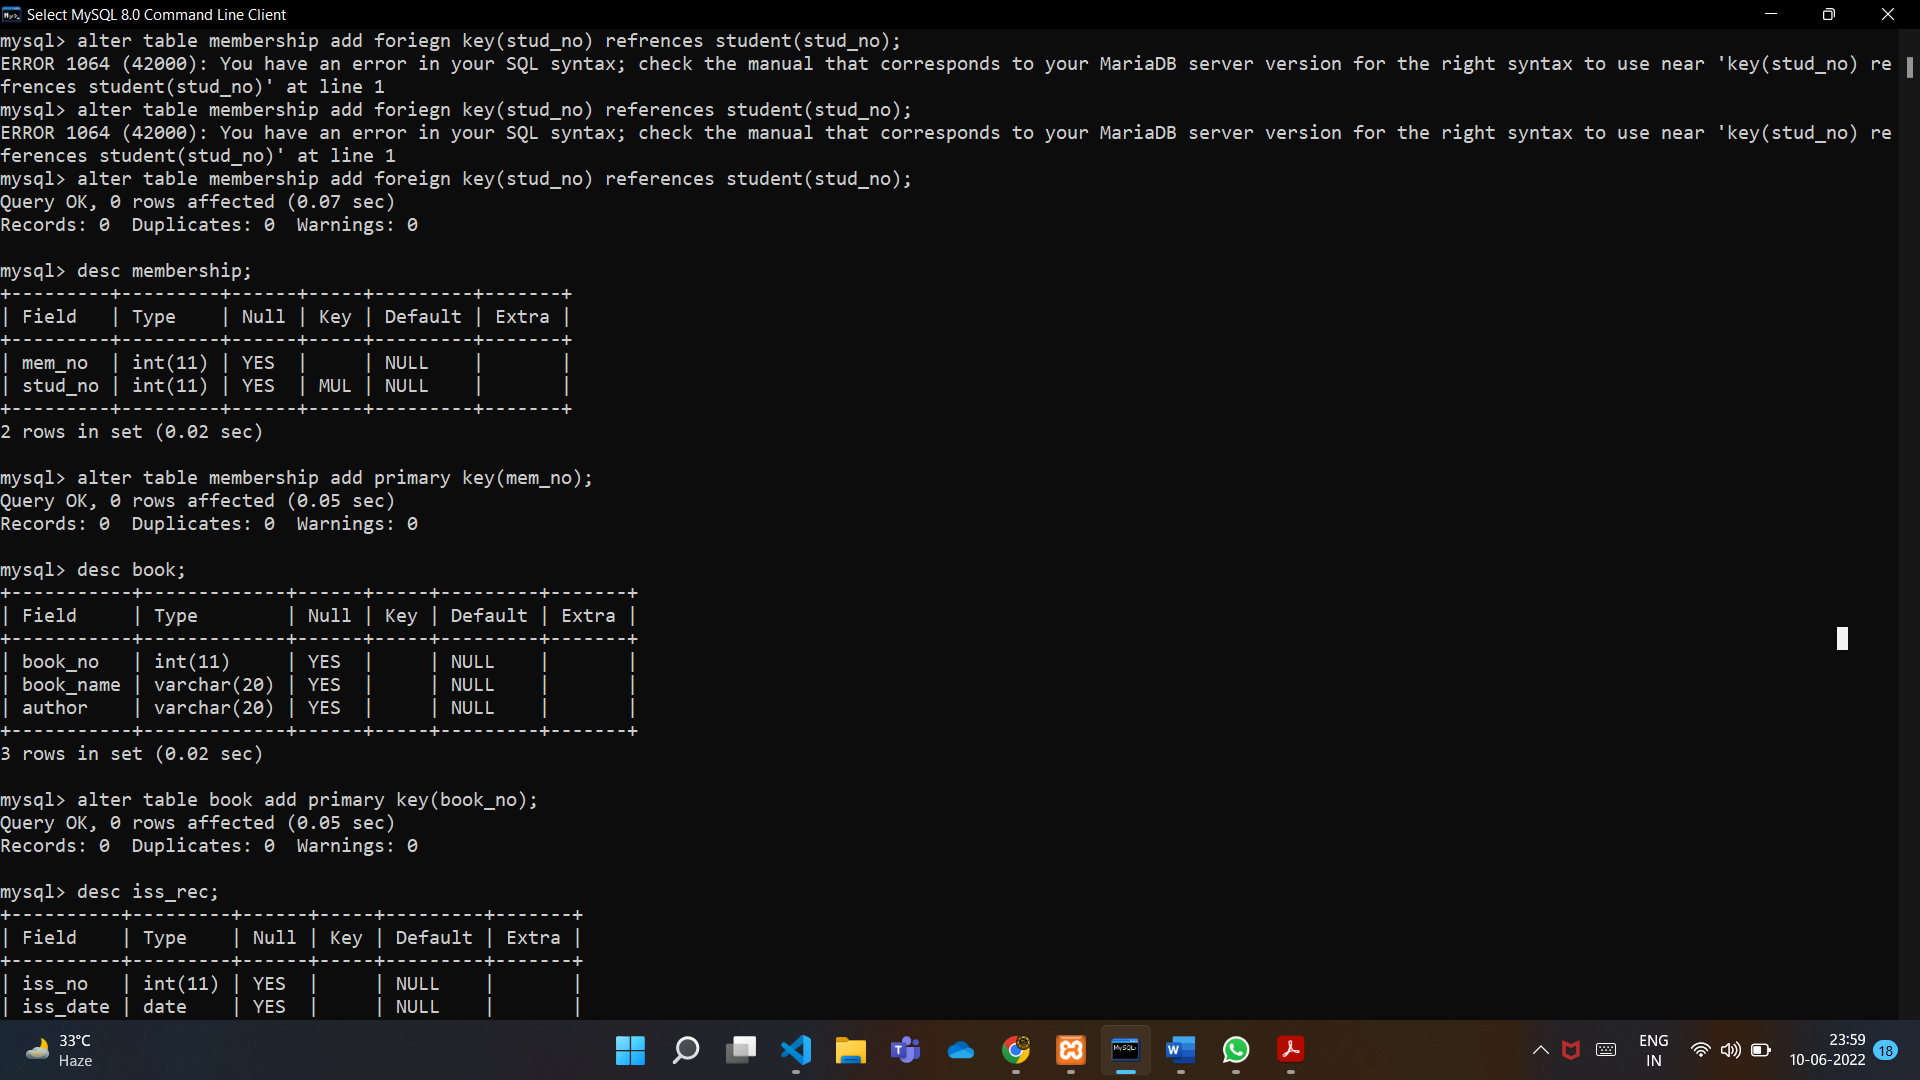 Select MySQL 8.0 Command Line Client
mysql> alter table membership add foriegn key(stud_no) refrences student(stud_no);
ERROR 1064 (42000): You have an error in your SQL syntax; check the manual that corresponds to your MariaDB server version for the right syntax to use near 'key(stud_no) re
frences student(stud_no)' at line 1
mysql> alter table membership add foriegn key(stud_no) references student(stud_no);
ERROR 1064 (42000): You have an error in your SQL syntax; check the manual that corresponds to your MariaDB server version for the right syntax to use near 'key(stud_no) re
ferences student(stud_no)' at line 1
mysql> alter table membership add foreign key(stud_no) references student(stud_no);
Query OK, 0 rows affected (0.07 sec)
Records: 0  Duplicates: 0  Warnings: 0
mysql> desc membership;
+---------+---------+------+-----+---------+-------+
| Field   | Type    | Null | Key | Default | Extra |
+---------+---------+------+-----+---------+-------+
| mem_no  | int(11) | YES  |     | NULL    |       |
| stud_no | int(11) | YES  | MUL | NULL    |       |
+---------+---------+------+-----+---------+-------+
2 rows in set (0.02 sec)
mysql> alter table membership add primary key(mem_no);
Query OK, 0 rows affected (0.05 sec)
Records: 0  Duplicates: 0  Warnings: 0
mysql> desc book;
+-----------+-------------+------+-----+---------+-------+
| Field     | Type        | Null | Key | Default | Extra |
+-----------+-------------+------+-----+---------+-------+
| book_no   | int(11)     | YES  |     | NULL    |       |
| book_name | varchar(20) | YES  |     | NULL    |       |
| author    | varchar(20) | YES  |     | NULL    |       |
+-----------+-------------+------+-----+---------+-------+
3 rows in set (0.02 sec)
mysql> alter table book add primary key(book_no);
Query OK, 0 rows affected (0.05 sec)
Records: 0  Duplicates: 0  Warnings: 0
mysql> desc iss_rec;
+----------+---------+------+-----+---------+-------+
| Field    | Type    | Null | Key | Default | Extra |
+----------+---------+------+-----+---------+-------+
| iss_no   | int(11) | YES  |     | NULL    |       |
| iss_date | date    | YES  |     | NULL    |       |
33°C
Haze
MySQL
W
ENG
IN
23:59
10-06-2022
18